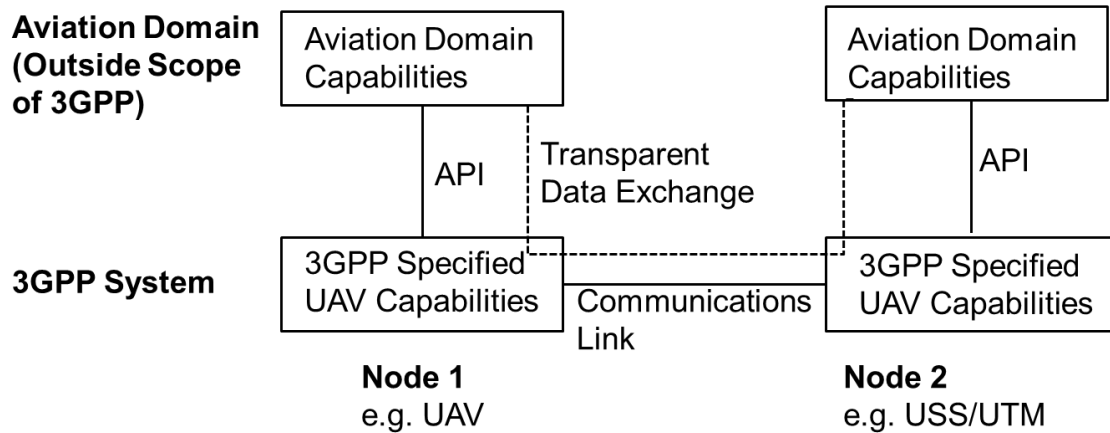 Aviation Domain
(Outside Scope
of 3GPP)
Aviation Domain
Capabilities
Aviation Domain
Capabilities
API
Transparent
Data Exchange
API
3GPP System
3GPP Specified
UAV Capabilities
Communications
Link
3GPP Specified
UAV Capabilities
Node 1
e.g. UAV
Node 2
e.g. USS/UTM